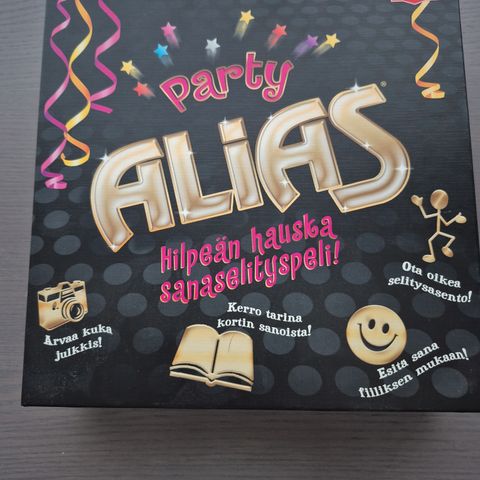 Party
ALiAS®
Hilpeän hauska
sanaselityspeli!
Ota oikea
selitysasento!
Kerro tarina
kortin sanoista!
Arvaa kuka
julkkis!
Esitä sana
fiiliksen mukaan!